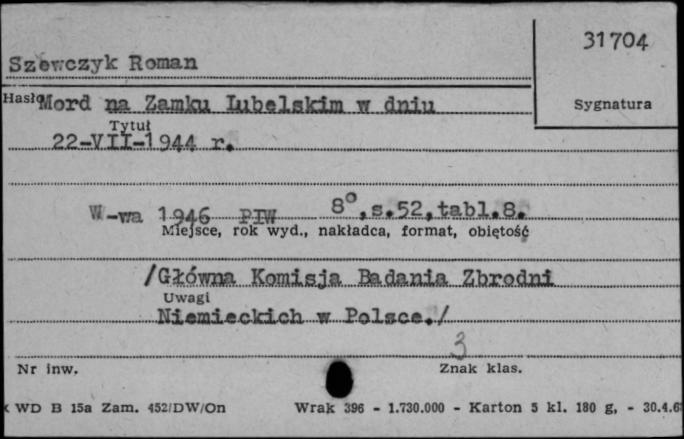 31704
Szewczyk Roman
Hasło Mord na Zamku Lubelskim w dniu
Sygnatura
Tytuł
22-VII-1944 r.
W-wa 1946 PIW 8°, s.52, tabl.8.
Miejsce, rok wyd., nakładca, format, objętość
/Główna Komisja Badania Zbrodni
Uwagi
Niemieckich w Polsce./
3
Nr inw.
Znak klas.
WD B 15a Zam. 452/DW/On Wrak 396 - 1.730.000 - Karton 5 kl. 180 g, - 30.4.6